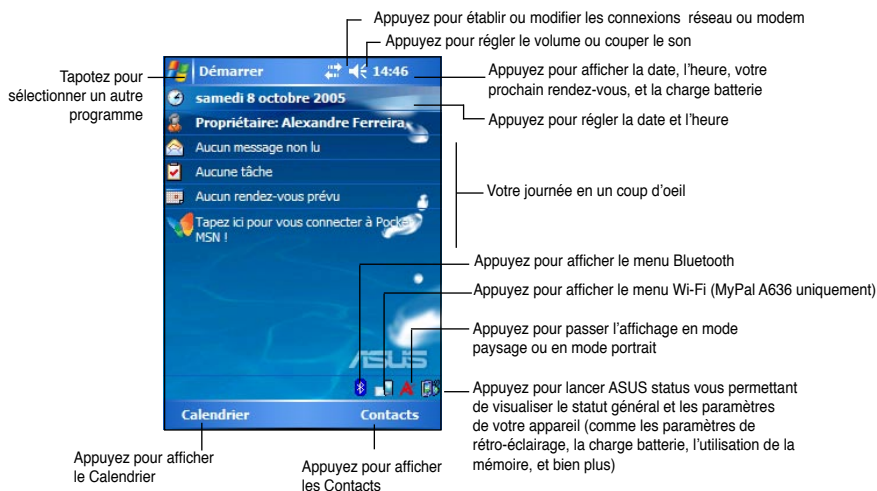 Appuyez pour établir ou modifier les connexions réseau ou modem
Appuyez pour régler le volume ou couper le son
Tapotez pour
sélectionner un autre
programme
Démarrer
14:46
Appuyez pour afficher la date, l'heure, votre
prochain rendez-vous, et la charge batterie
samedi 8 octobre 2005
Appuyez pour régler la date et l'heure
Propriétaire: Alexandre Ferreira
Aucun message non lu
Aucune tâche
Aucun rendez-vous prévu
Votre journée en un coup d'oeil
Tapez ici pour vous connecter à Pocket
MSN !
Appuyez pour afficher le menu Bluetooth
Appuyez pour afficher le menu Wi-Fi (MyPal A636 uniquement)
Appuyez pour passer l'affichage en mode
paysage ou en mode portrait
ASUS
Appuyez pour lancer ASUS status vous permettant
de visualiser le statut général et les paramètres
de votre appareil (comme les paramètres de
rétro-éclairage, la charge batterie, l'utilisation de la
mémoire, et bien plus)
Calendrier
Contacts
Appuyez pour afficher
le Calendrier
Appuyez pour afficher
les Contacts